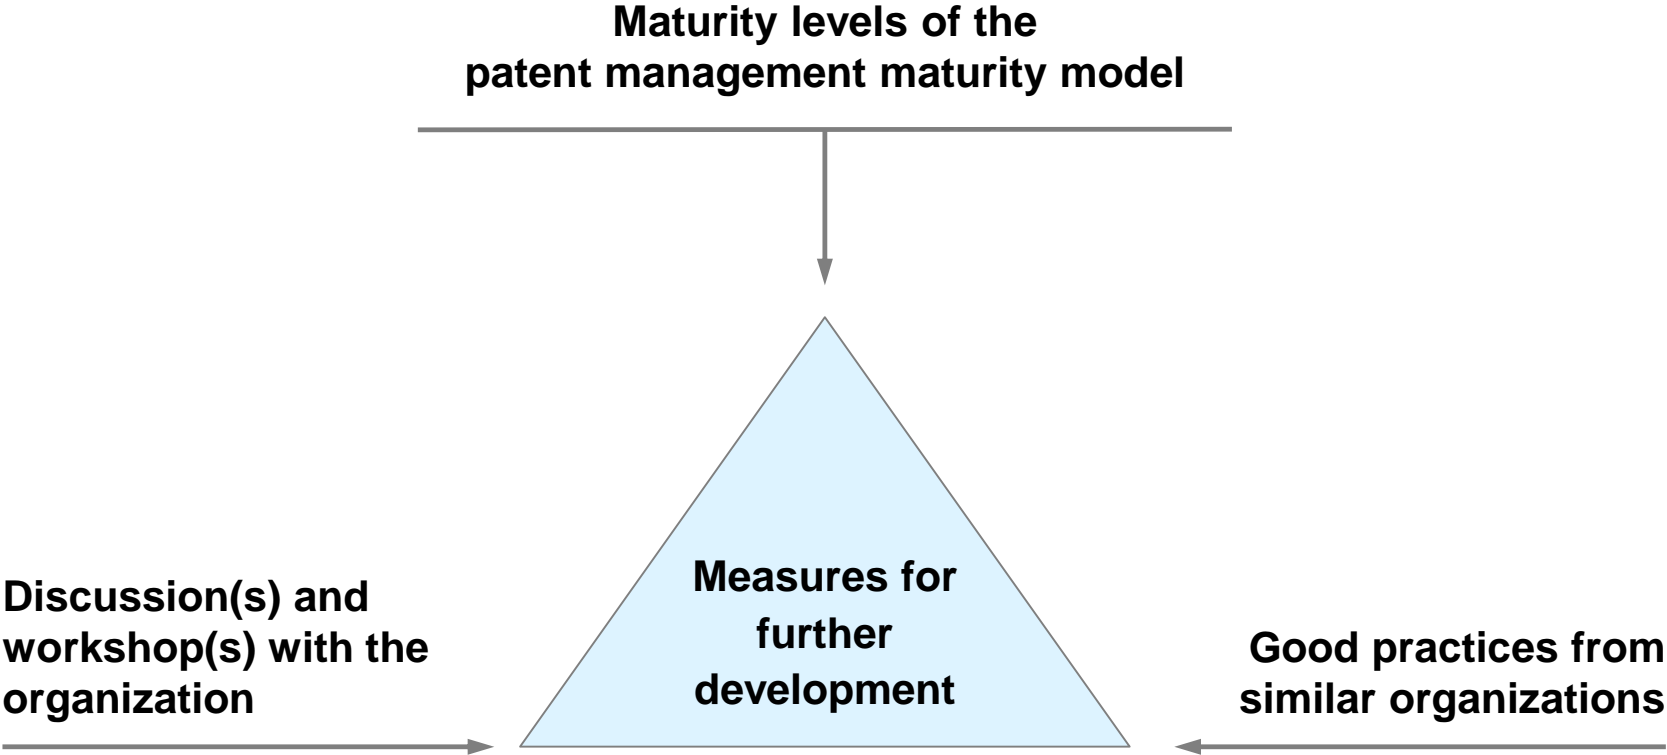 Maturity levels of the
patent management maturity model
Measures for
further
development
Discussion(s) and
workshop(s) with the
organization
Good practices from
similar organizations